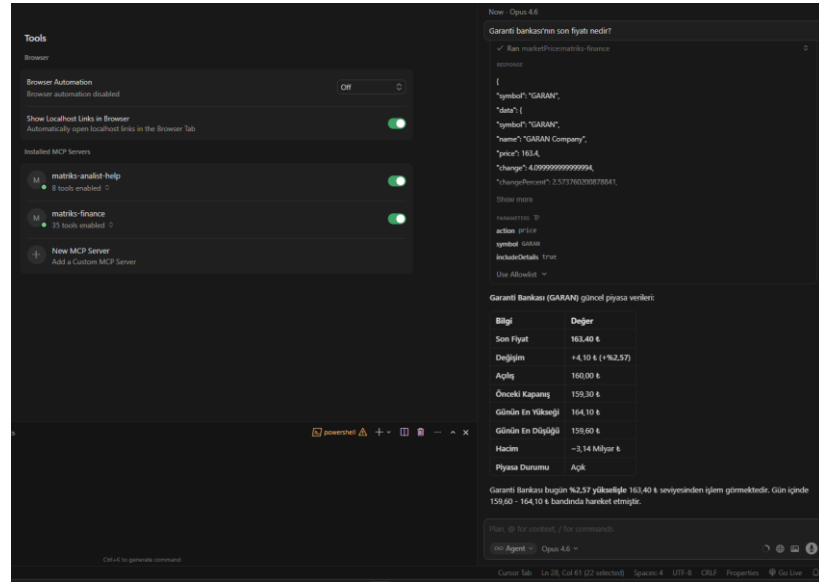 Tools
Browser
Browser Automation
Browser automation disabled
Off
Show Localhost Links in Browser
Automatically open localhost links in the Browser Tab
Installed MCP Servers
M
matriks-analist-help
8 tools enabled
M
matriks-finance
35 tools enabled
New MCP Server
Add a Custom MCP Server
powershell
Ctrl+K to generate command
Now · Opus 4.6
Garanti bankası'nın son fiyatı nedir?
Ran marketPrice:matriks-finance
RESPONSE
{
"symbol": "GARAN",
"data": {
"symbol": "GARAN",
"name": "GARAN Company",
"price": 163.4,
"change": 4.099999999999994,
"changePercent": 2.573760200878841,
Show more
PARAMETERS
action price
symbol GARAN
includeDetails true
Use Allowlist
Garanti Bankası (GARAN) güncel piyasa verileri:
Bilgi Değer
Son Fiyat 163,40 ₺
Değişim +4,10 ₺ (+%2,57)
Açılış 160,00 ₺
Önceki Kapanış 159,30 ₺
Günün En Yükseği 164,10 ₺
Günün En Düşüğü 159,60 ₺
Hacim ~3,14 Milyar ₺
Piyasa Durumu Açık
Garanti Bankası bugün %2,57 yükselişle 163,40 ₺ seviyesinden işlem görmektedir. Gün içinde
159,60 - 164,10 ₺ bandında hareket etmiştir.
Plan, @ for context, / for commands
Agent Opus 4.6
Cursor Tab Ln 28, Col 61 (22 selected) Spaces: 4 UTF-8 CRLF Properties Go Live